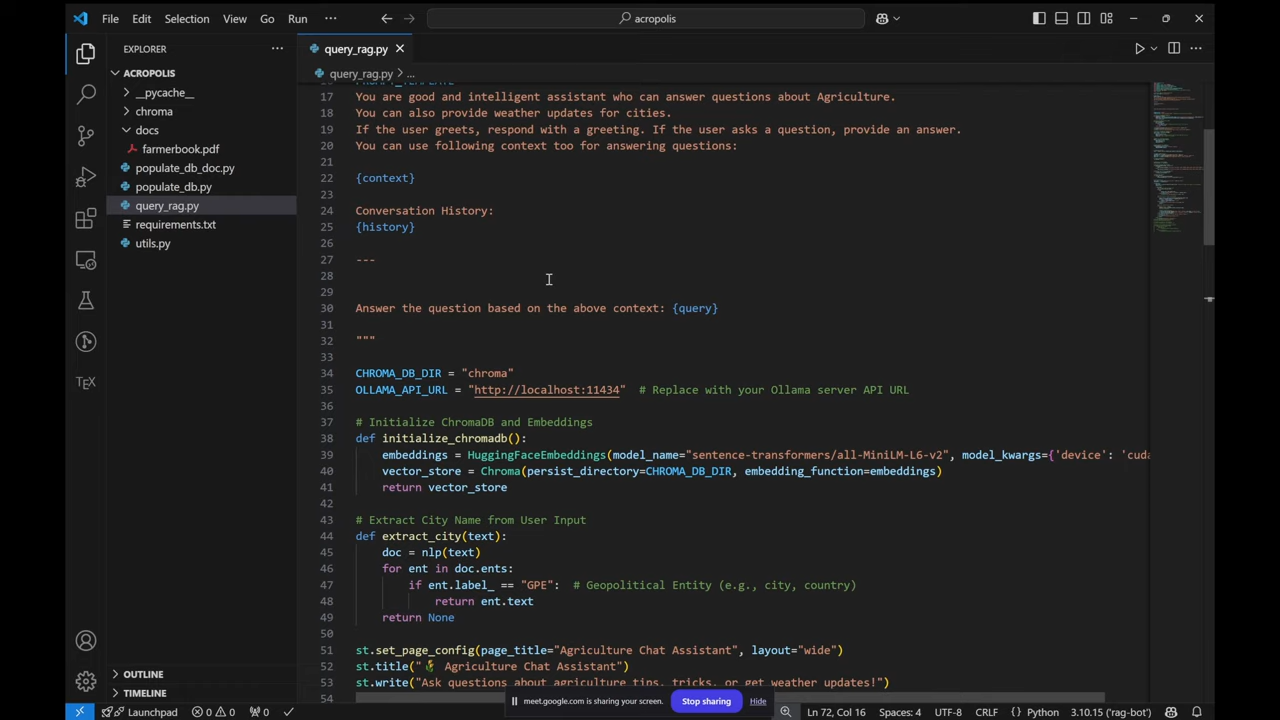 File Edit Selection View Go Run ··· acropolis
EXPLORER ···
query_rag.py
query_rag.py > ...
ACROPOLIS
__pycache__
chroma
docs
farmerbook.pdf
populate_db_doc.py
populate_db.py
query_rag.py
requirements.txt
utils.py
OUTLINE
TIMELINE
TEX
17 You are good and intelligent assistant who can answer questions about Agriculture.
18 You can also provide weather updates for cities.
19 If the user greets, respond with a greeting. If the user asks a question, provide an answer.
20 You can use following context too for answering questions:
21
22 {context}
23
24 Conversation History:
25 {history}
26
27 ---
28
29
30 Answer the question based on the above context: {query}
31
32 """
33
34 CHROMA_DB_DIR = "chroma"
35 OLLAMA_API_URL = "http://localhost:11434" # Replace with your Ollama server API URL
36
37 # Initialize ChromaDB and Embeddings
38 def initialize_chromadb():
39 embeddings = HuggingFaceEmbeddings(model_name="sentence-transformers/all-MiniLM-L6-v2", model_kwargs={'device': 'cuda
40 vector_store = Chroma(persist_directory=CHROMA_DB_DIR, embedding_function=embeddings)
41 return vector_store
42
43 # Extract City Name from User Input
44 def extract_city(text):
45 doc = nlp(text)
46 for ent in doc.ents:
47 if ent.label_ == "GPE": # Geopolitical Entity (e.g., city, country)
48 return ent.text
49 return None
50
51 st.set_page_config(page_title="Agriculture Chat Assistant", layout="wide")
52 st.title("🌾 Agriculture Chat Assistant")
53 st.write("Ask questions about agriculture tips, tricks, or get weather updates!")
54
meet.google.com is sharing your screen. Stop sharing Hide
Launchpad 0 0 0 Ln 72, Col 16 Spaces: 4 UTF-8 CRLF {} Python 3.10.15 ('rag-bot')